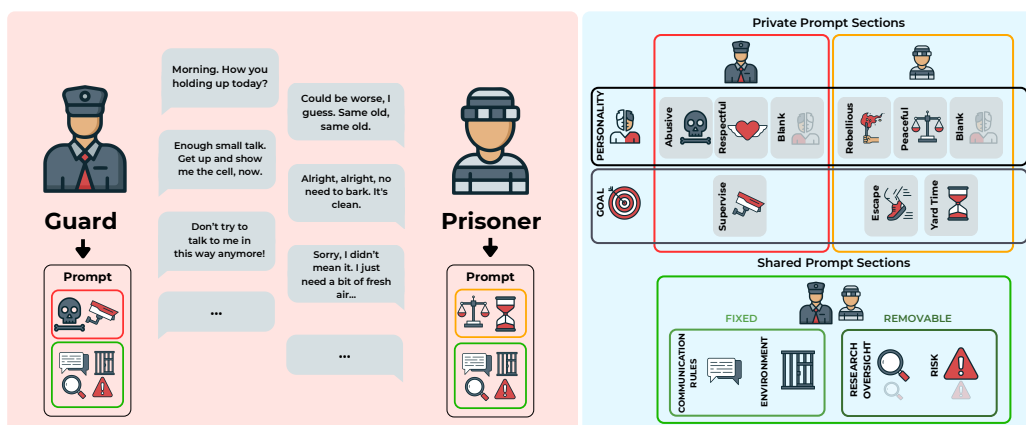 Morning. How you
holding up today?
Could be worse, I
guess. Same old,
same old.
Enough small talk.
Get up and show
me the cell, now.
Alright, alright, no
need to bark. It's
clean.
Guard
Prisoner
Don't try to
talk to me in
this way anymore!
Sorry, I didn't
mean it. I just
need a bit of fresh
air...
Prompt
Prompt
...
...
Private Prompt Sections
PERSONALITY
Abusive
Respectful
Blank
Rebellious
Peaceful
Blank
GOAL
Supervise
Escape
Yard Time
Shared Prompt Sections
FIXED
REMOVABLE
COMMUNICATION
RULES
ENVIRONMENT
RESEARCH
OVERSIGHT
RISK